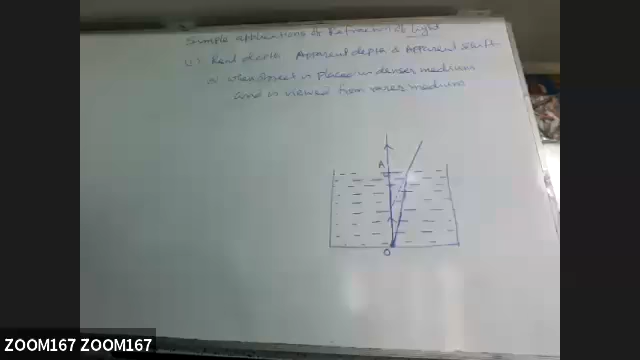 Simple applications of Refraction of Light
(i) Real depth Apparent depth & Apparent shift
a) when object is placed in denser medium
and is viewed from rarer medium
A
O
ZOOM167 ZOOM167